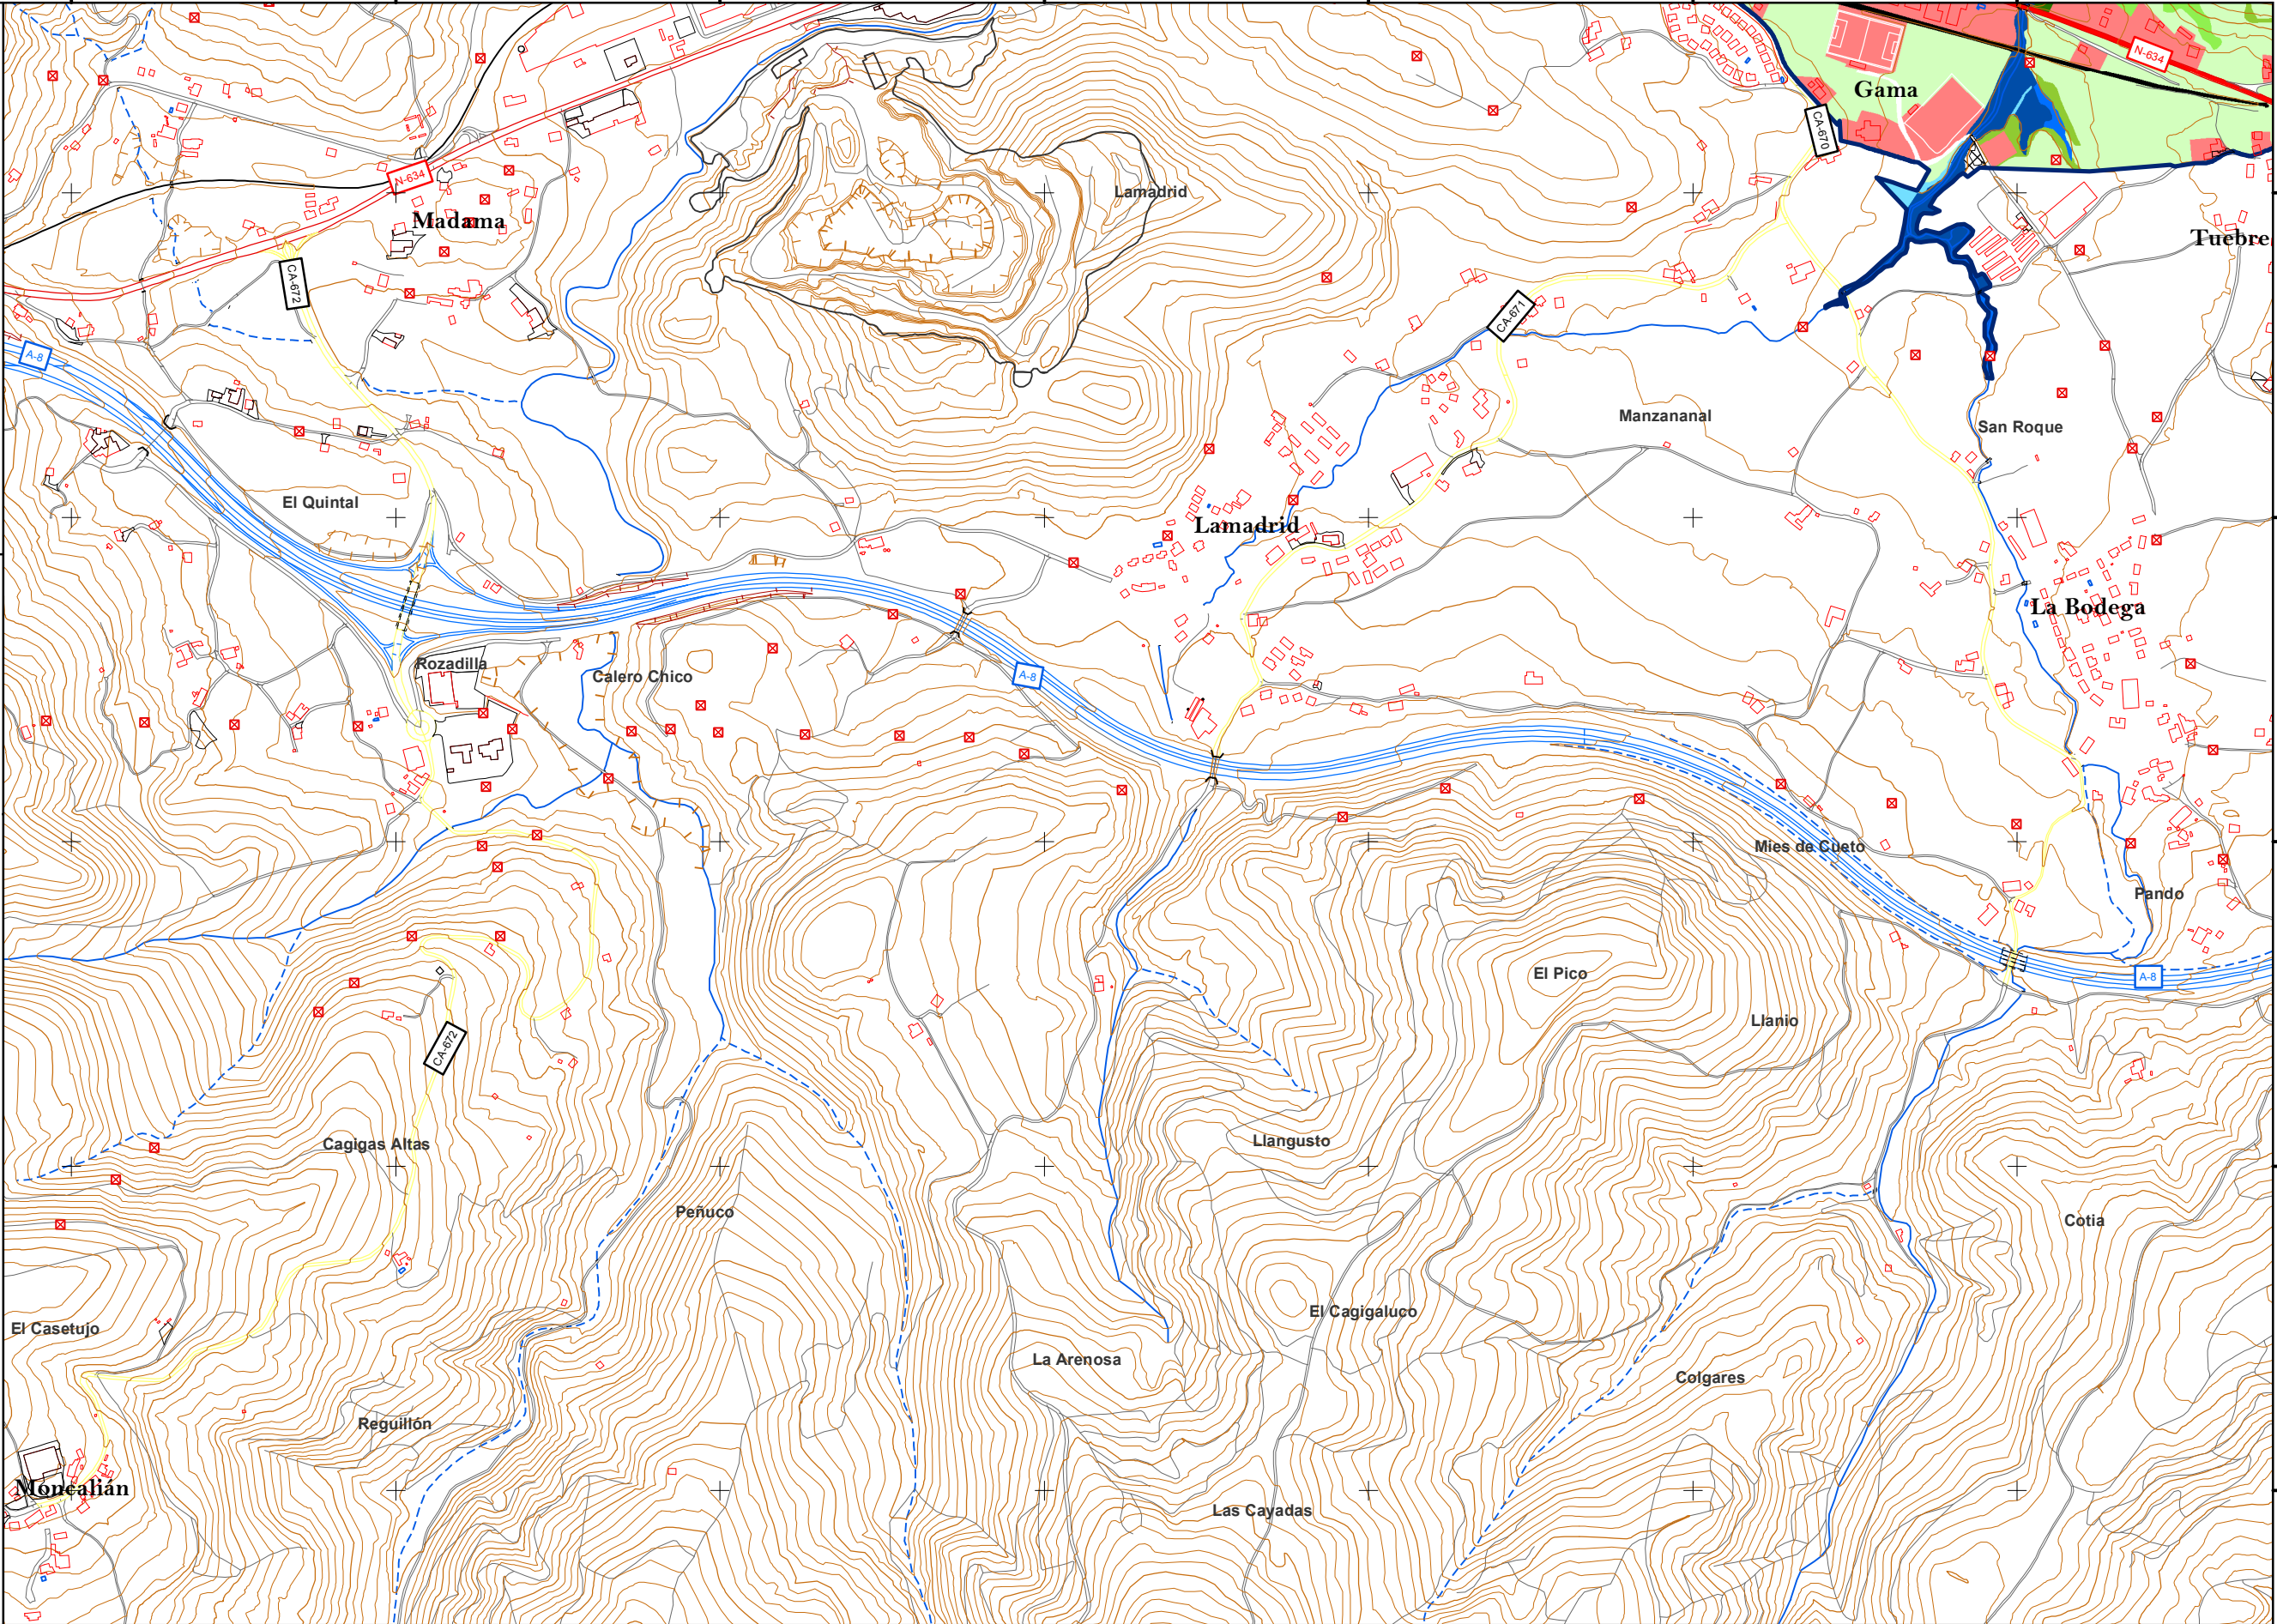 N-634
Gama
CA-670
N-634
Lamadrid
Madama
Tuebre
CA-672
CA-671
A-8
Manzananal
San Roque
El Quintal
Lamadrid
La Bodega
Rozadilla
Calero Chico
A-8
Mies de Cueto
Pando
El Pico
A-8
Llanio
CA-672
Cagigas Altas
Llangusto
Peñuco
Cotia
El Casetujo
El Cagigaluco
La Arenosa
Colgares
Reguillón
Moncalián
Las Cayadas